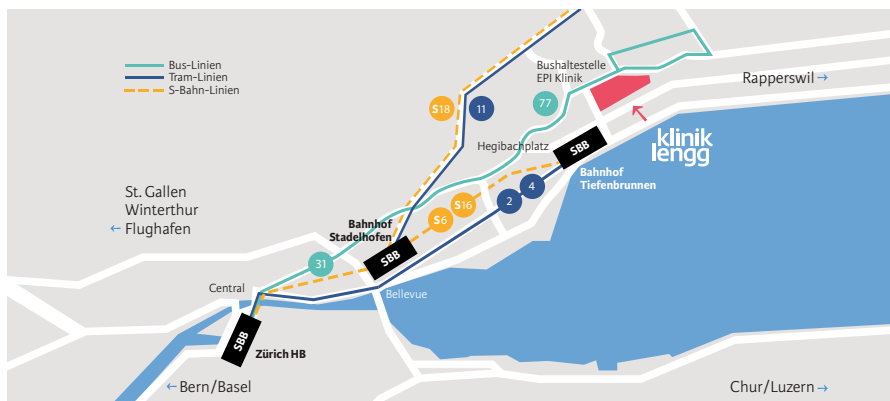 Bus-Linien
Tram-Linien
S-Bahn-Linien
Bushaltestelle
EPI Klinik
Rapperswil →
77
S18
11
klinik
lengg
Hegibachplatz
SBB
Bahnhof
Tiefenbrunnen
4
2
S16
S6
St. Gallen
Winterthur
← Flughafen
Bahnhof
Stadelhofen
SBB
31
Central
Bellevue
SBB
Zürich HB
← Bern/Basel
Chur/Luzern →